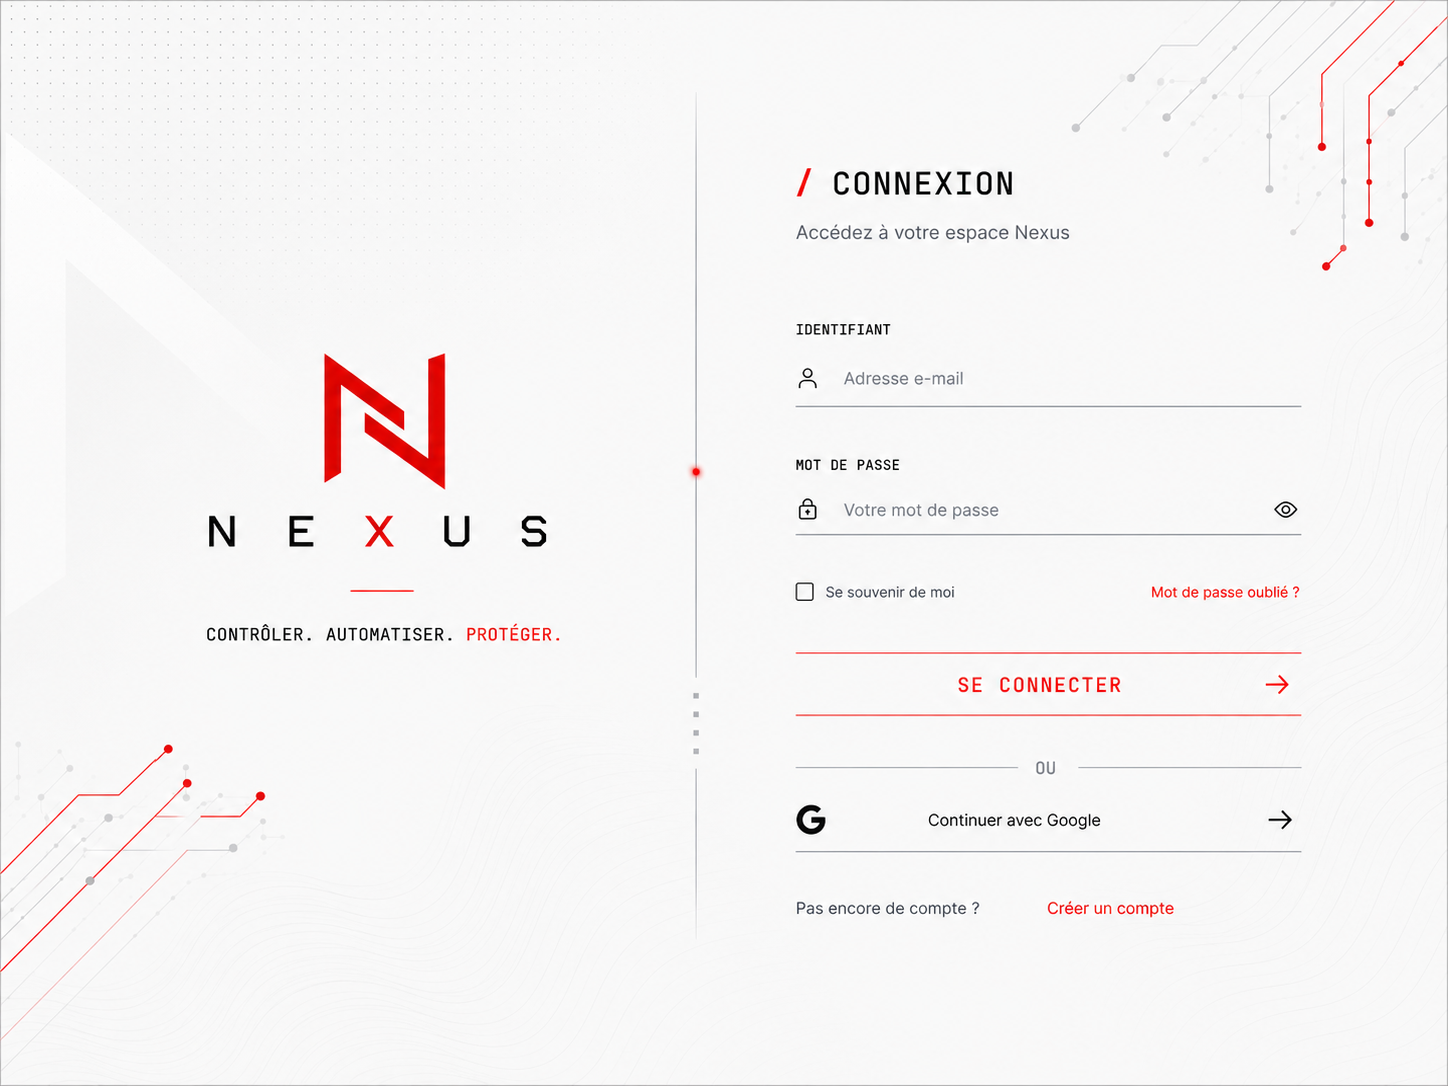 NEXUS
CONTRÔLER. AUTOMATISER. PROTÉGER.
/ CONNEXION
Accédez à votre espace Nexus
IDENTIFIANT
Adresse e-mail
MOT DE PASSE
Votre mot de passe
Se souvenir de moi
Mot de passe oublié ?
SE CONNECTER
OU
G
Continuer avec Google
Pas encore de compte ?
Créer un compte